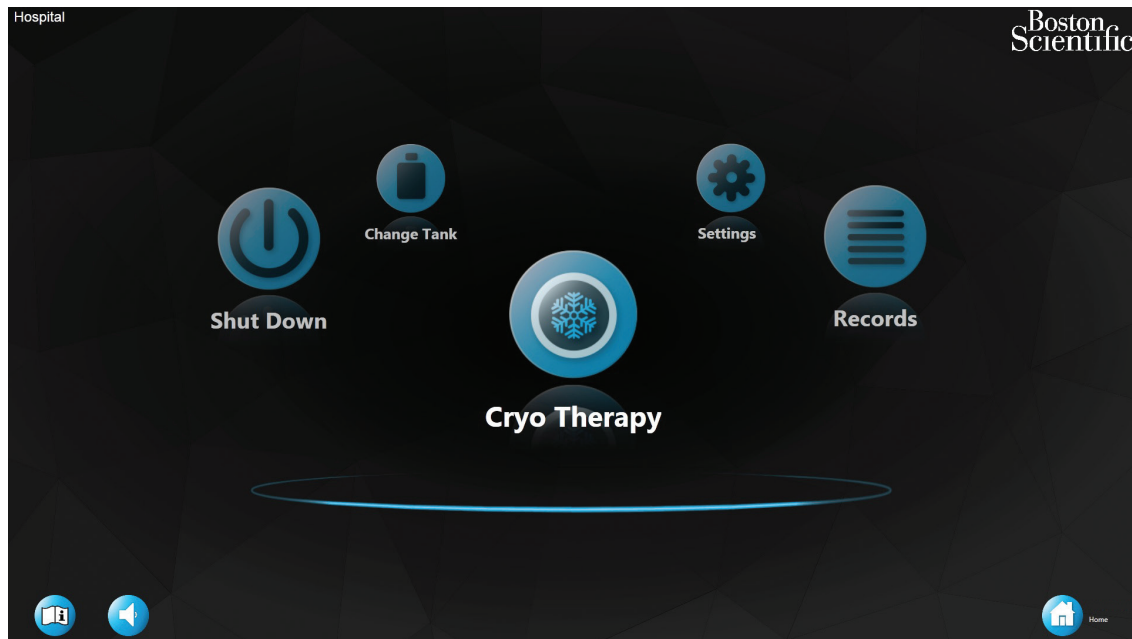 Hospital
Boston
Scientific
Change Tank
Settings
Shut Down
Records
Cryo Therapy
Home